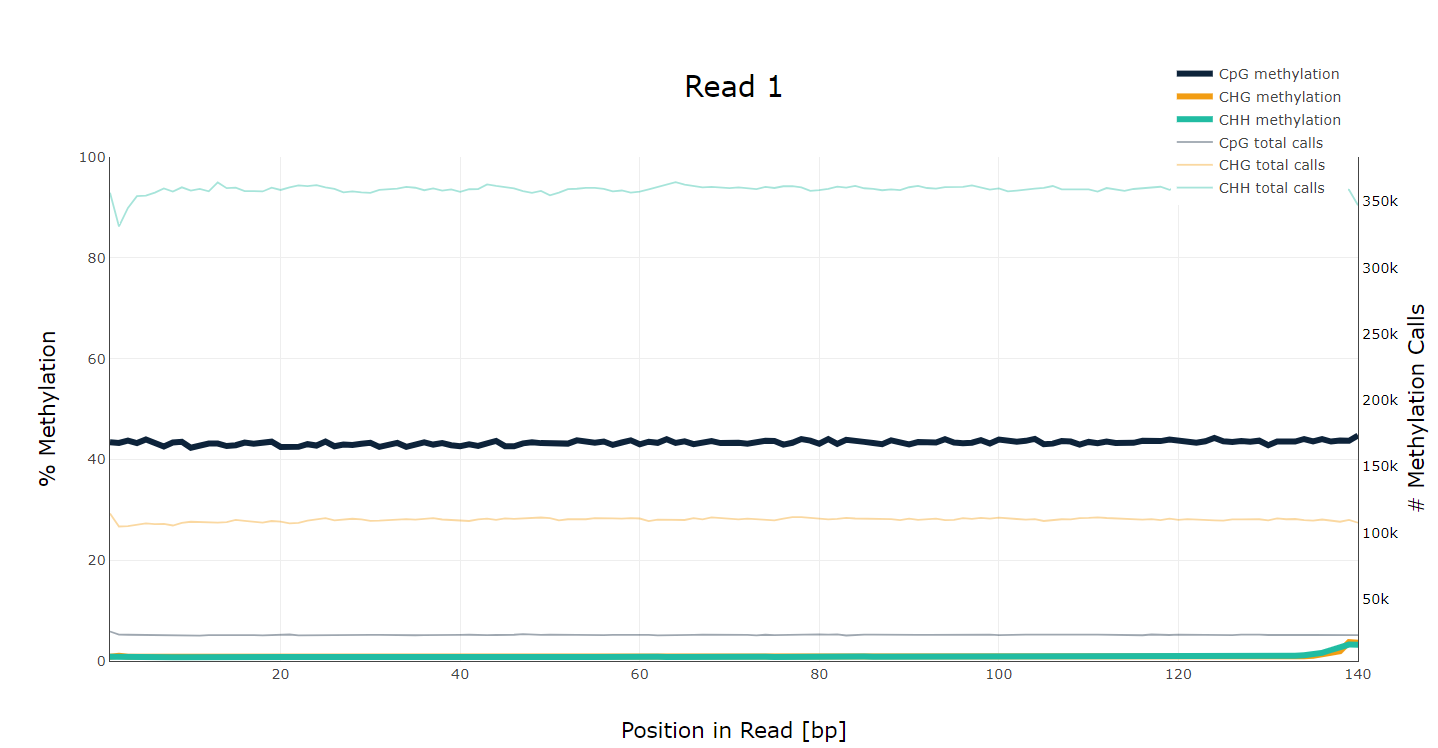 Read 1
CpG methylation
CHG methylation
CHH methylation
CpG total calls
CHG total calls
CHH total calls
% Methylation
100
80
60
40
20
0
350k
300k
250k
200k
150k
100k
50k
# Methylation Calls
20
40
60
80
100
120
140
Position in Read [bp]